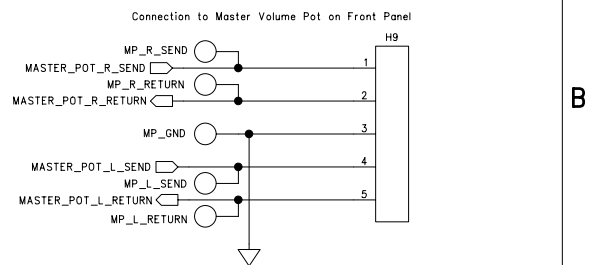 Connection to Master Volume Pot on Front Panel
H9
MP_R_SEND
MASTER_POT_R_SEND
1
MP_R_RETURN
MASTER_POT_R_RETURN
2
B
MP_GND
3
MASTER_POT_L_SEND
4
MP_L_SEND
MASTER_POT_L_RETURN
5
MP_L_RETURN